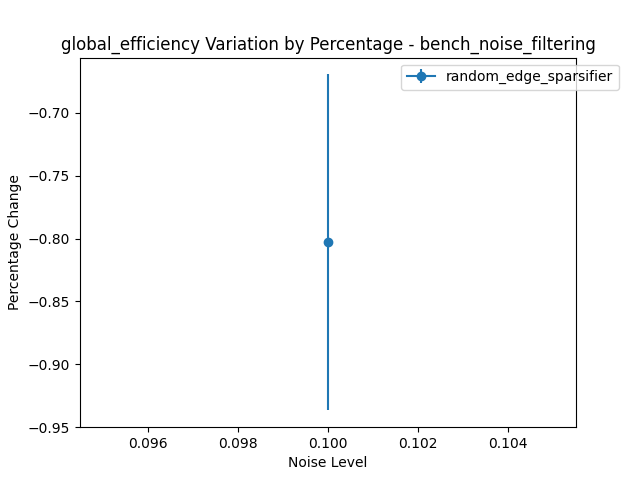 global_efficiency Variation by Percentage - bench_noise_filtering
random_edge_sparsifier
Percentage Change
−0.70
−0.75
−0.80
−0.85
−0.90
−0.95
0.096
0.098
0.100
0.102
0.104
Noise Level